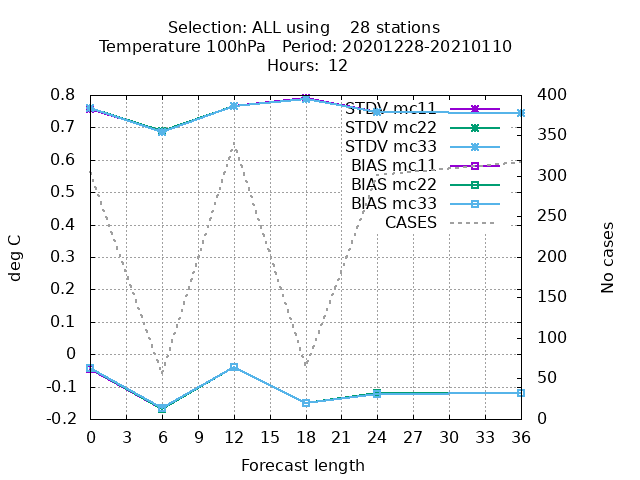 Selection: ALL using    28 stations
Temperature 100hPa   Period: 20201228-20210110
Hours:  12
0.8
0.7
0.6
0.5
0.4
0.3
0.2
0.1
0
-0.1
-0.2
deg C
400
350
300
250
200
150
100
50
0
No cases
STDV mc11
STDV mc22
STDV mc33
BIAS mc11
BIAS mc22
BIAS mc33
CASES
0 3 6 9 12 15 18 21 24 27 30 33 36
Forecast length